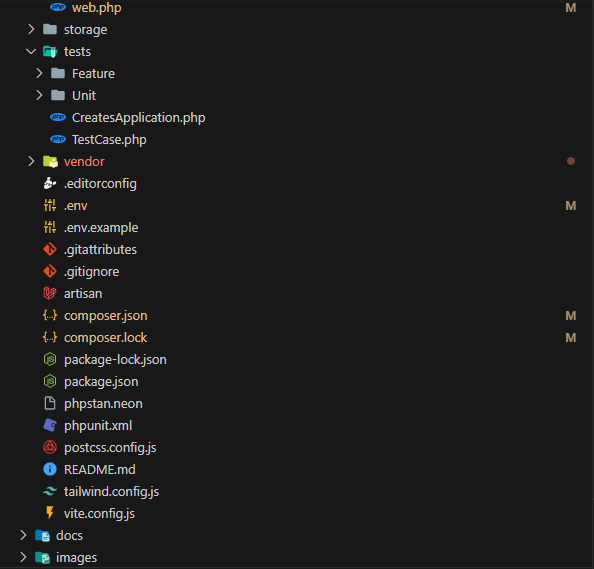 web.php M
storage
tests
Feature
Unit
CreatesApplication.php
TestCase.php
vendor
.editorconfig
.env M
.env.example
.gitattributes
.gitignore
artisan
composer.json M
composer.lock M
package-lock.json
package.json
phpstan.neon
phpunit.xml
postcss.config.js
README.md
tailwind.config.js
vite.config.js
docs
images